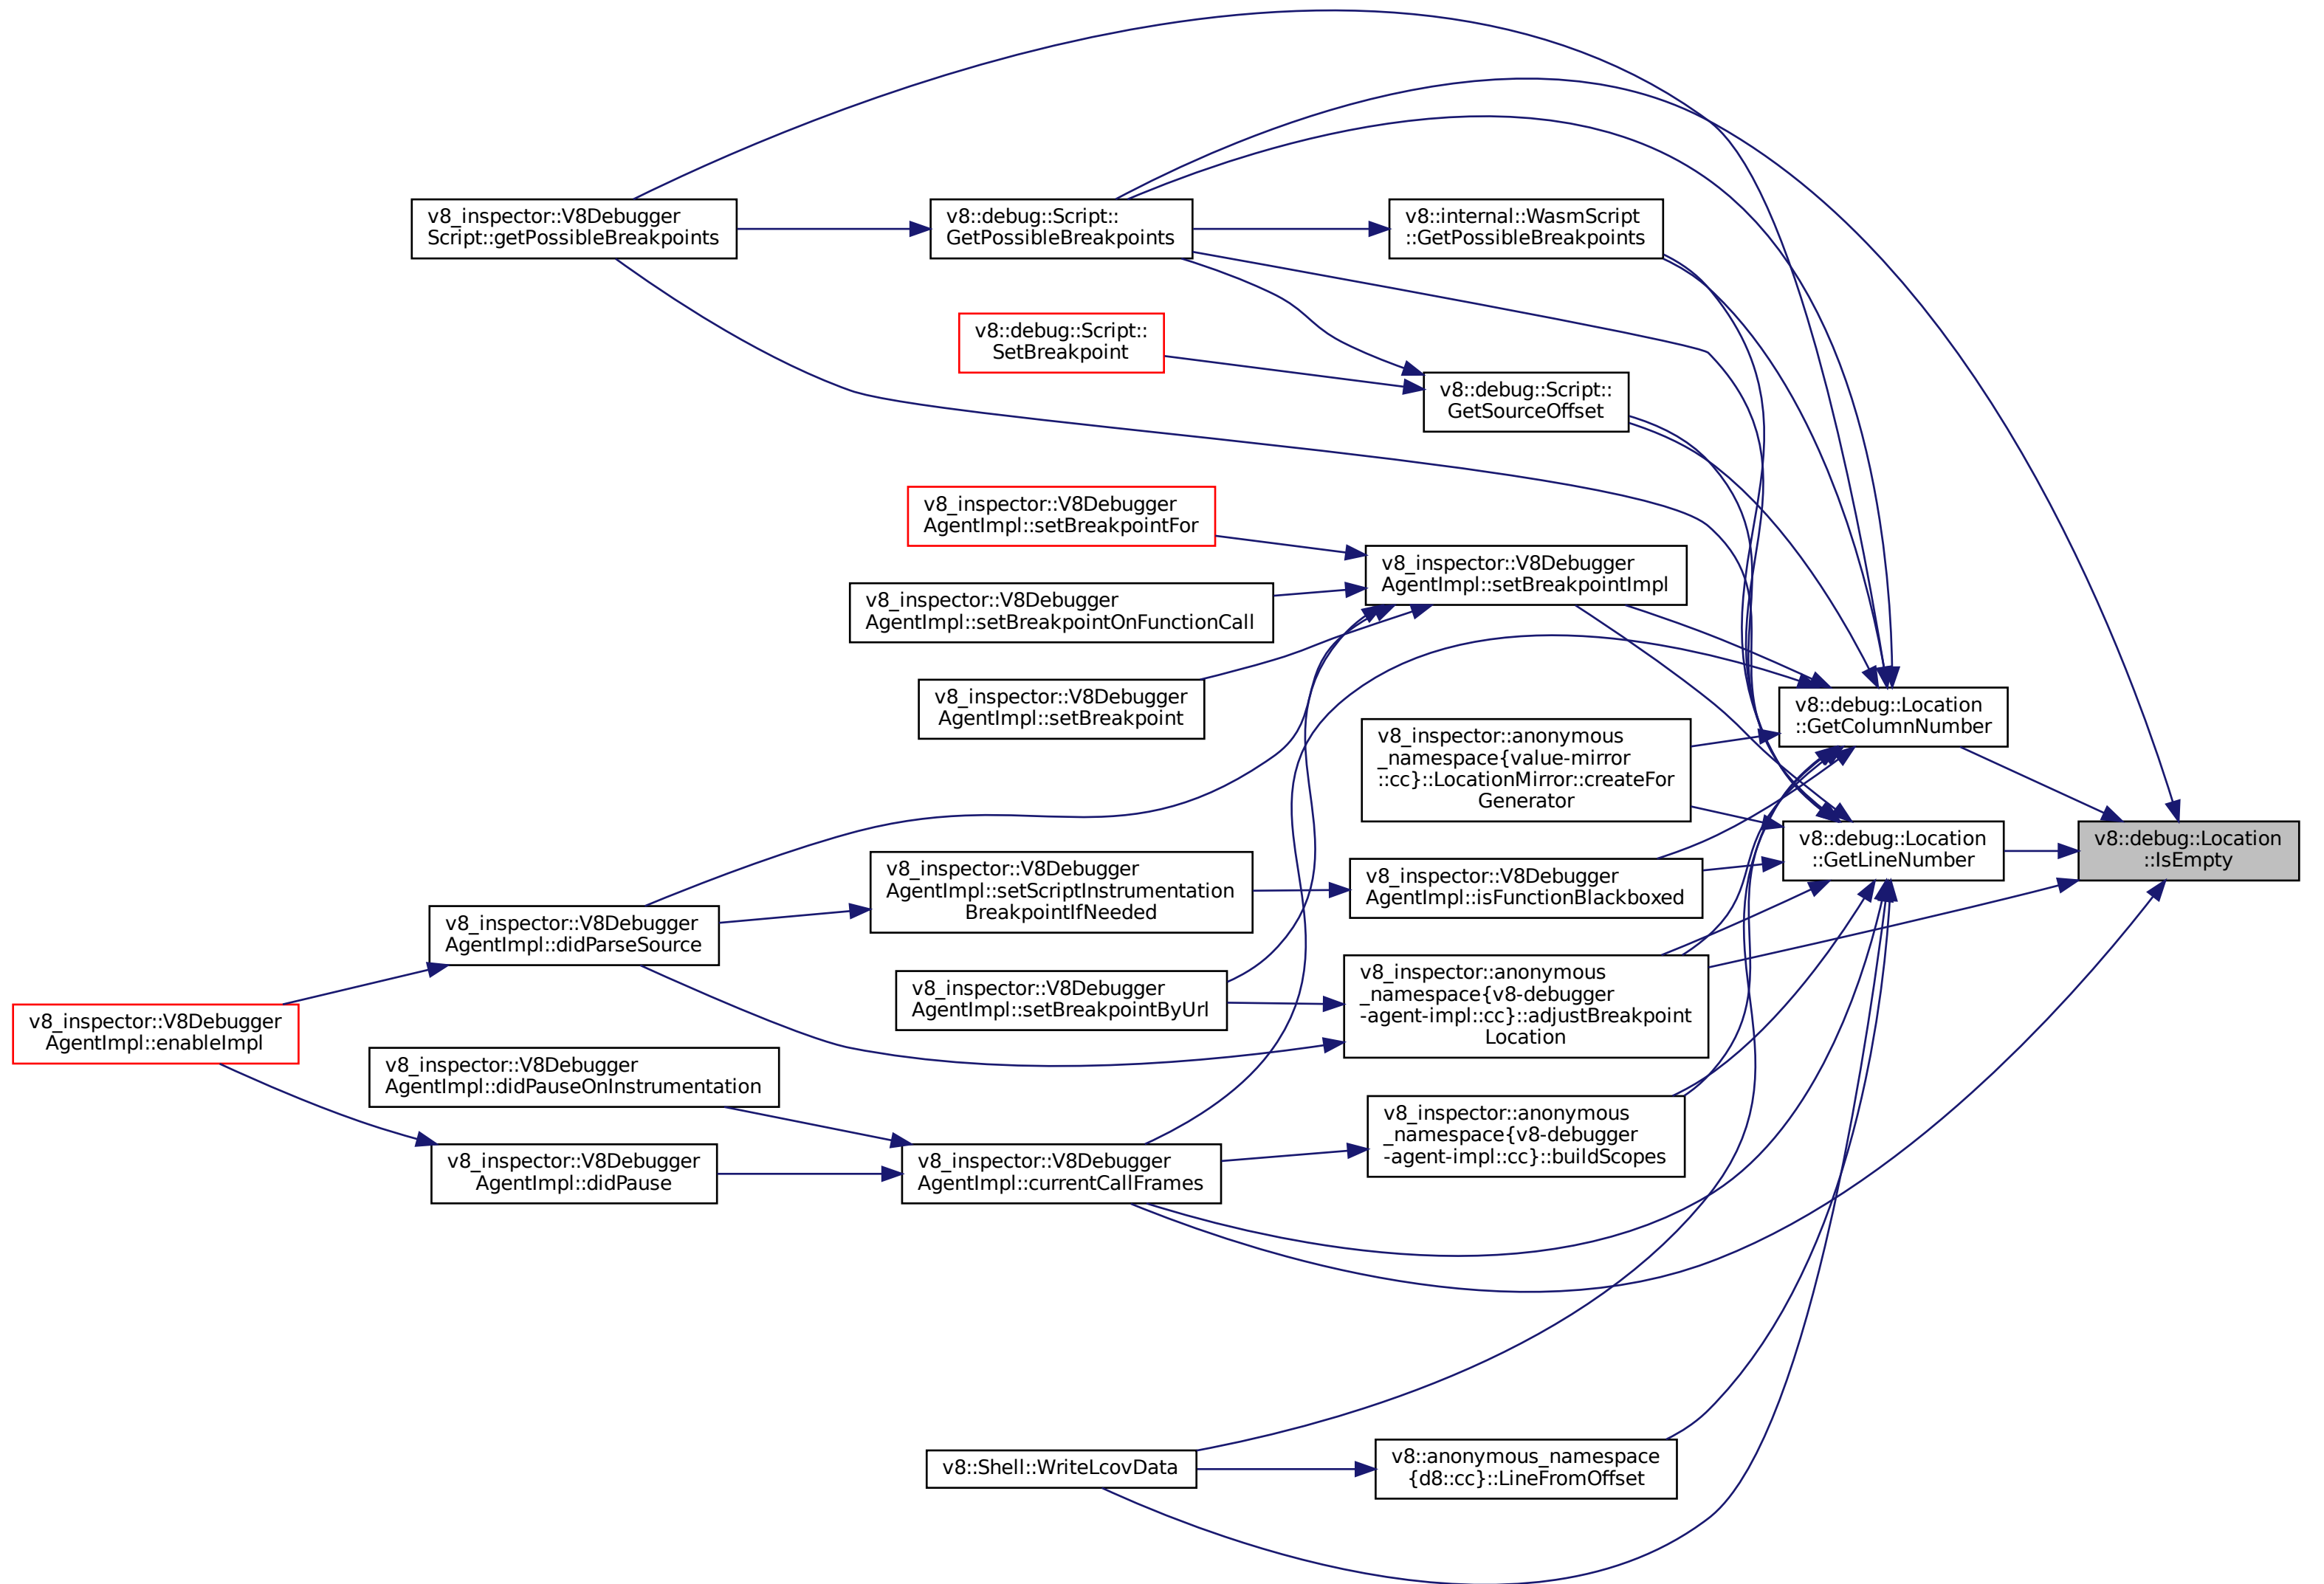 v8_inspector::V8Debugger
Script::getPossibleBreakpoints
v8::debug::Script::
GetPossibleBreakpoints
v8::internal::WasmScript
::GetPossibleBreakpoints
v8::debug::Script::
SetBreakpoint
v8::debug::Script::
GetSourceOffset
v8_inspector::V8Debugger
AgentImpl::setBreakpointFor
v8_inspector::V8Debugger
AgentImpl::setBreakpointImpl
v8_inspector::V8Debugger
AgentImpl::setBreakpointOnFunctionCall
v8_inspector::V8Debugger
AgentImpl::setBreakpoint
v8::debug::Location
::GetColumnNumber
v8_inspector::anonymous
_namespace{value-mirror
::cc}::LocationMirror::createFor
Generator
v8::debug::Location
::GetLineNumber
v8::debug::Location
::IsEmpty
v8_inspector::V8Debugger
AgentImpl::setScriptInstrumentation
BreakpointIfNeeded
v8_inspector::V8Debugger
AgentImpl::isFunctionBlackboxed
v8_inspector::V8Debugger
AgentImpl::didParseSource
v8_inspector::V8Debugger
AgentImpl::setBreakpointByUrl
v8_inspector::anonymous
_namespace{v8-debugger
-agent-impl::cc}::adjustBreakpoint
Location
v8_inspector::V8Debugger
AgentImpl::enableImpl
v8_inspector::V8Debugger
AgentImpl::didPauseOnInstrumentation
v8_inspector::anonymous
_namespace{v8-debugger
-agent-impl::cc}::buildScopes
v8_inspector::V8Debugger
AgentImpl::didPause
v8_inspector::V8Debugger
AgentImpl::currentCallFrames
v8::Shell::WriteLcovData
v8::anonymous_namespace
{d8::cc}::LineFromOffset